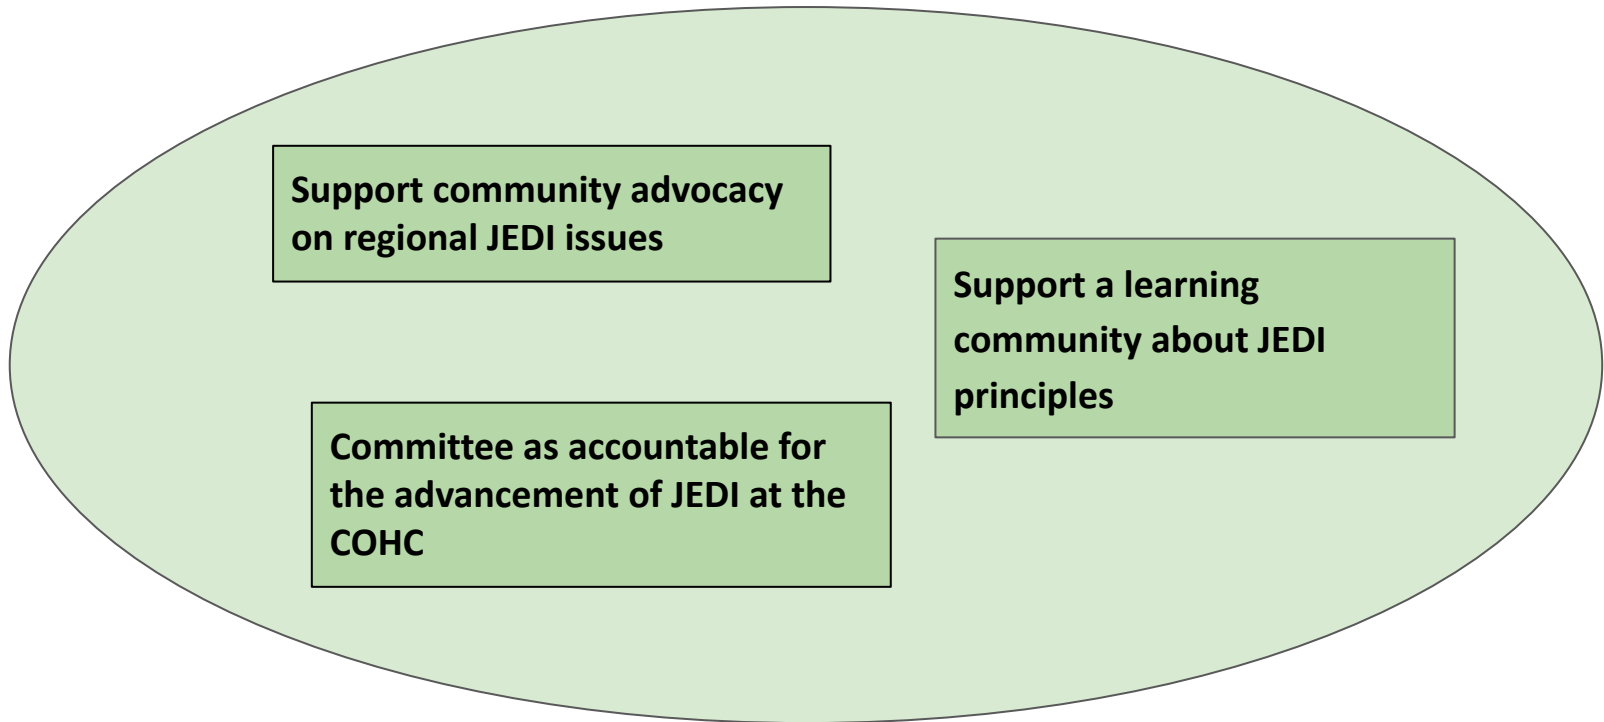 Support community advocacy
on regional JEDI issues
Support a learning
community about JEDI
principles
Committee as accountable for
the advancement of JEDI at the
COHC